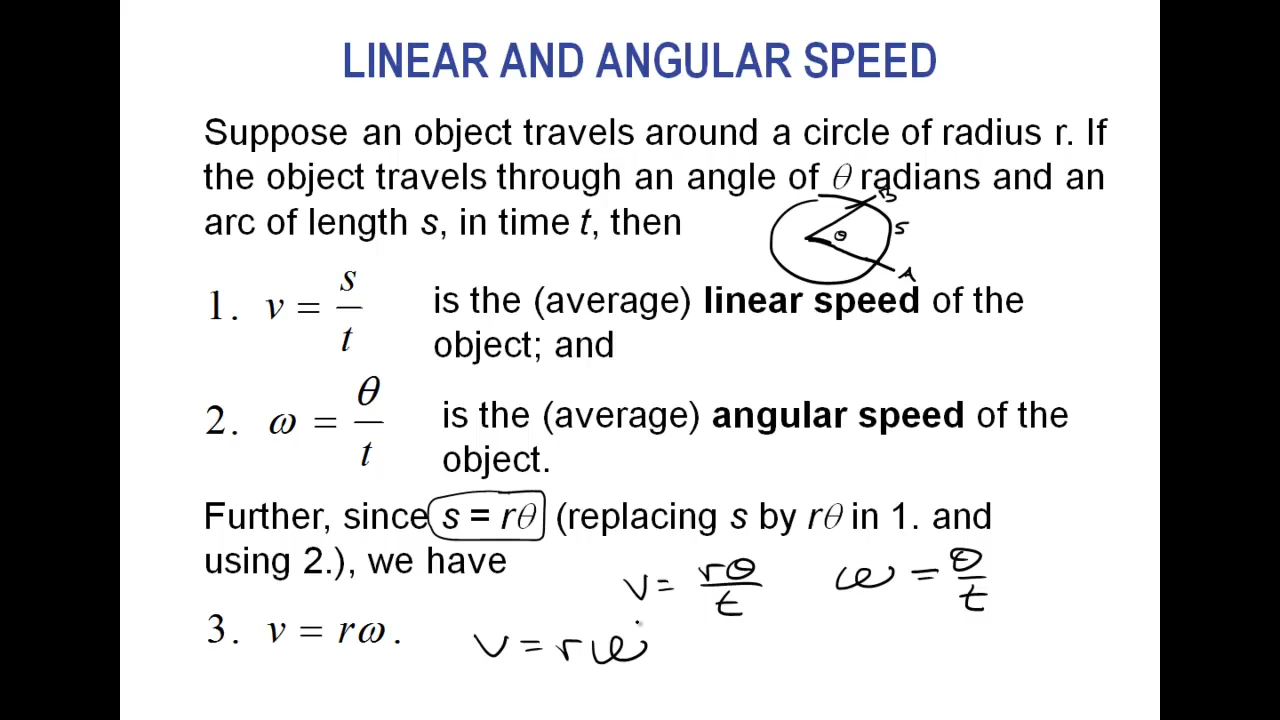 LINEAR AND ANGULAR SPEED
Suppose an object travels around a circle of radius r. If
the object travels through an angle of θ radians and an
arc of length s, in time t, then
B
θ
s
A
1. v = s/t is the (average) linear speed of the
object; and
2. ω = θ/t is the (average) angular speed of the
object.
Further, since s = rθ (replacing s by rθ in 1. and
using 2.), we have
v = rθ/t ω = θ/t
3. v = rω. v = rω